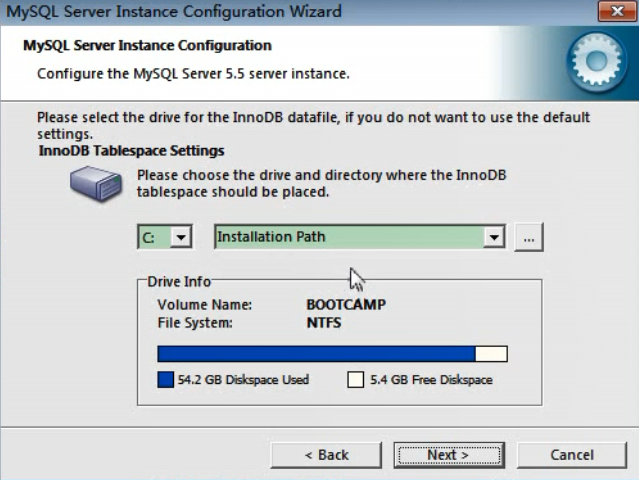 MySQL Server Instance Configuration Wizard
MySQL Server Instance Configuration
Configure the MySQL Server 5.5 server instance.
Please select the drive for the InnoDB datafile, if you do not want to use the default
settings.
InnoDB Tablespace Settings
Please choose the drive and directory where the InnoDB
tablespace should be placed.
C: Installation Path ...
Drive Info
Volume Name: BOOTCAMP
File System: NTFS
54.2 GB Diskspace Used 5.4 GB Free Diskspace
< Back Next > Cancel